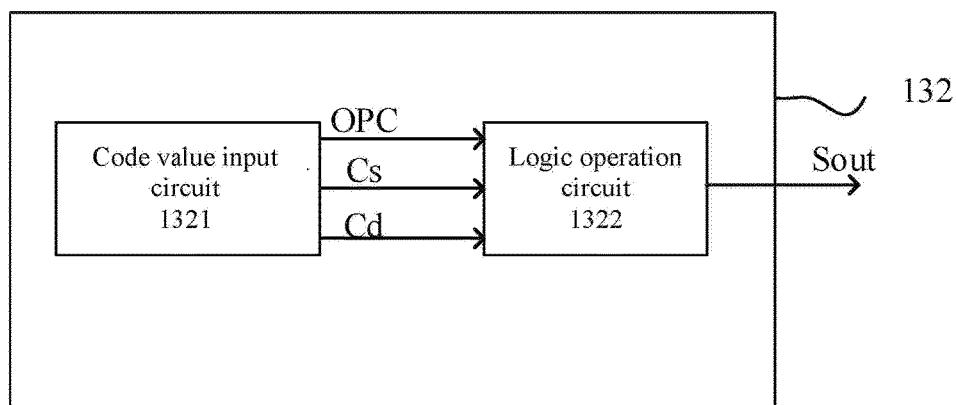 132
OPC
Code value input
circuit
1321
Cs
Cd
Logic operation
circuit
1322
Sout